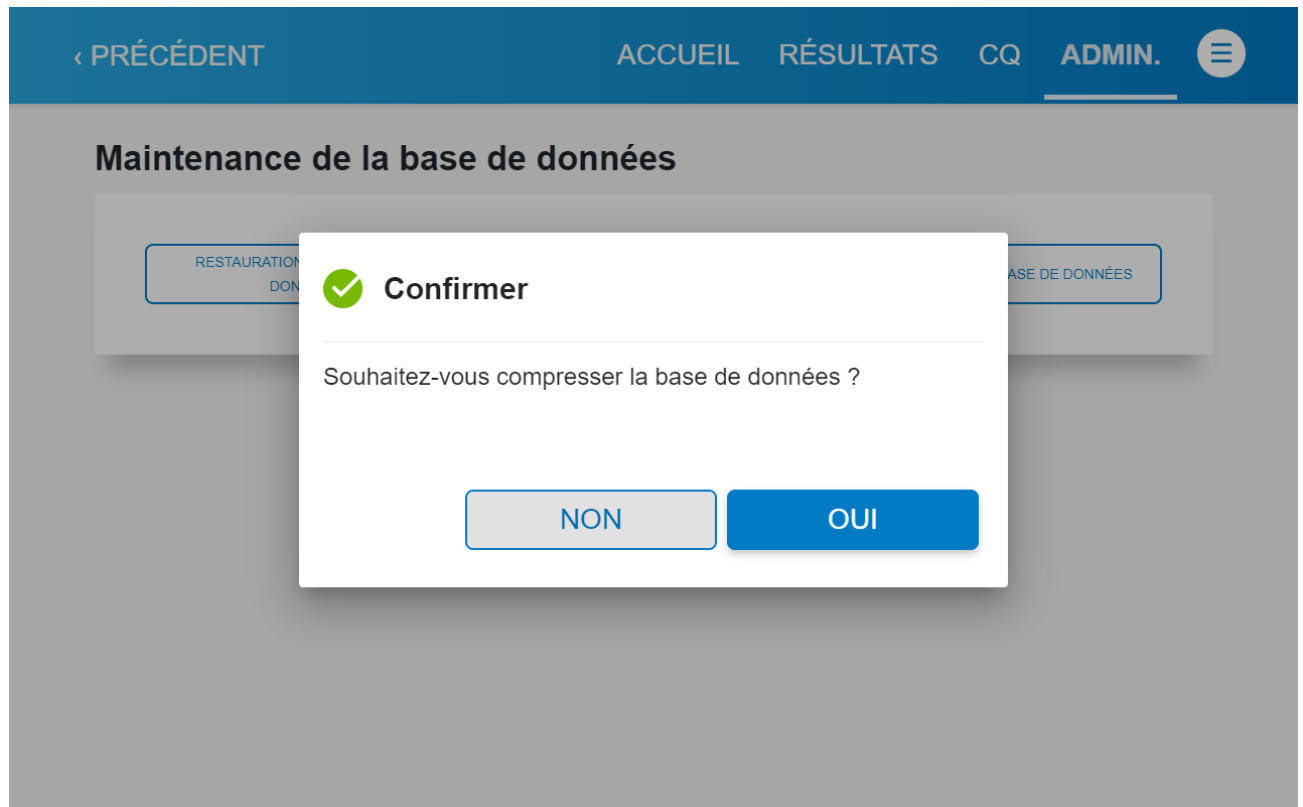 ‹ PRÉCÉDENT ACCUEIL RÉSULTATS CQ ADMIN.
Maintenance de la base de données
RESTAURATION
DON
ASE DE DONNÉES
Confirmer
Souhaitez-vous compresser la base de données ?
NON OUI